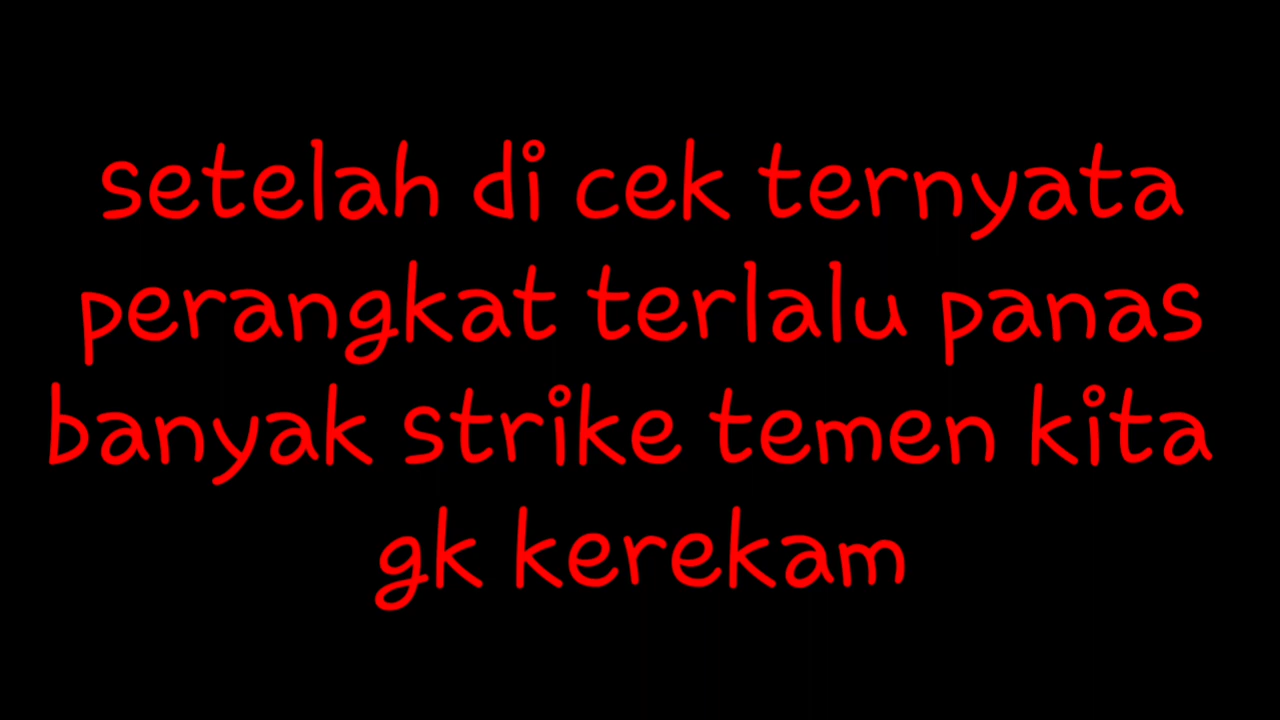 setelah di cek ternyata
perangkat terlalu panas
banyak strike temen kita
gk kerekam